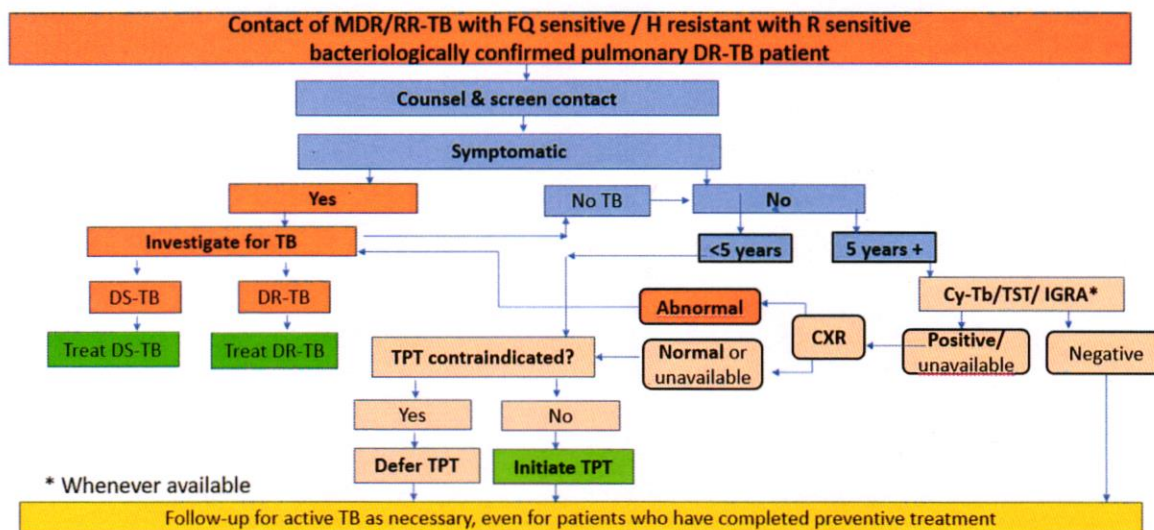 Contact of MDR/RR-TB with FQ sensitive / H resistant with R sensitive
bacteriologically confirmed pulmonary DR-TB patient
Counsel & screen contact
Symptomatic
Yes
No TB
No
Investigate for TB
<5 years
5 years +
DS-TB
DR-TB
Abnormal
Cy-Tb/TST/ IGRA*
Treat DS-TB
Treat DR-TB
TPT contraindicated?
Normal or
unavailable
CXR
Positive/
unavailable
Negative
Yes
No
Defer TPT
Initiate TPT
* Whenever available
Follow-up for active TB as necessary, even for patients who have completed preventive treatment